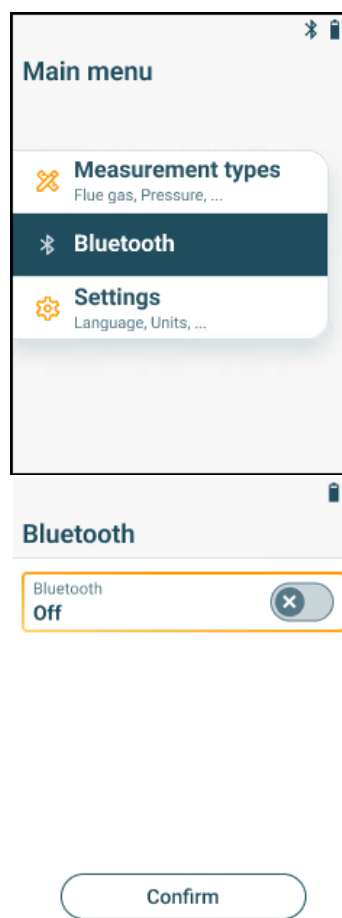 Main menu
Measurement types
Flue gas, Pressure, ...
Bluetooth
Settings
Language, Units, ...
Bluetooth
Bluetooth
Off
Confirm